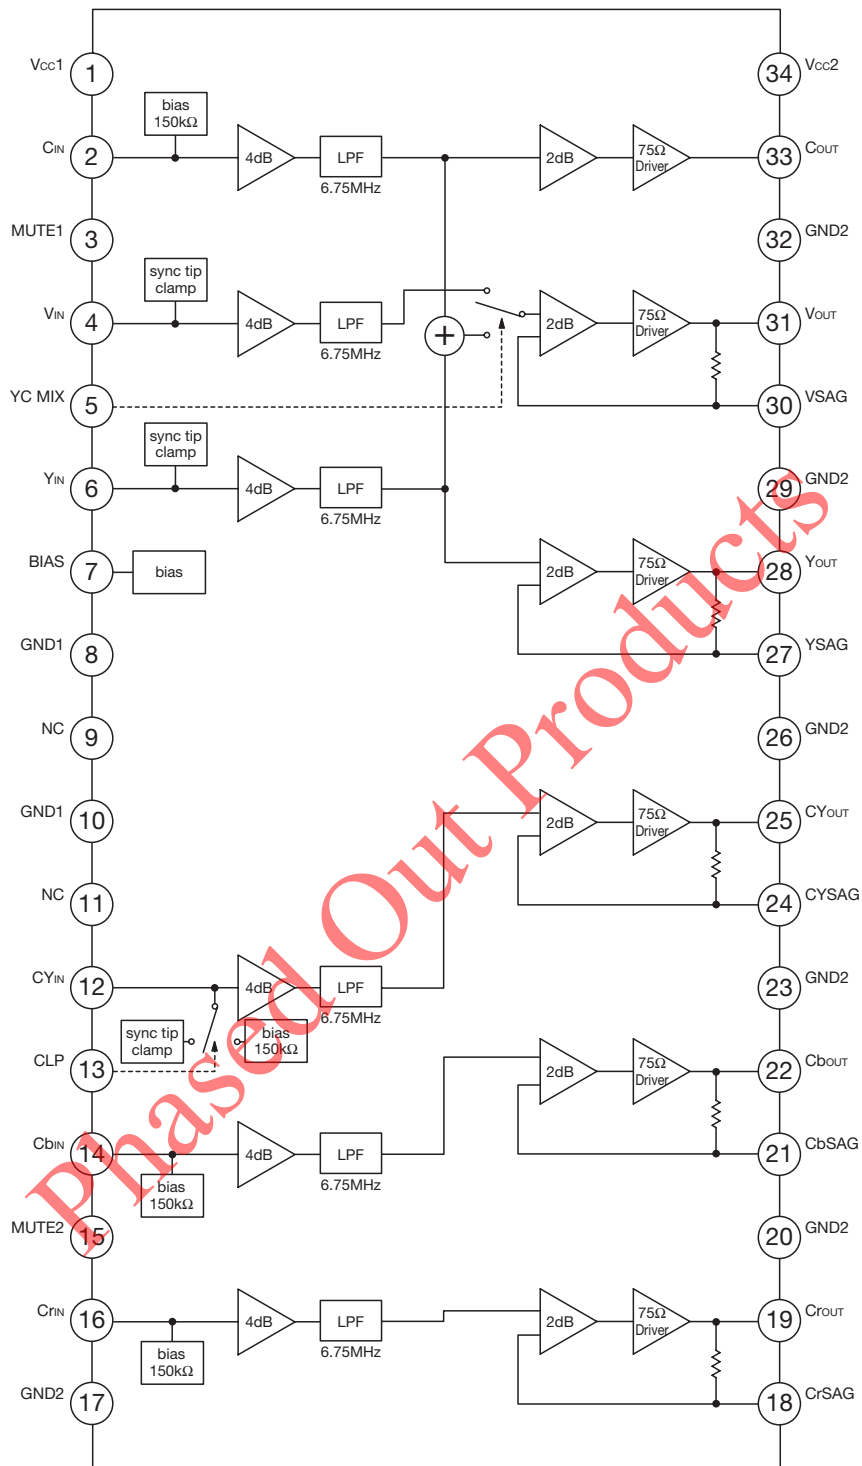 Vcc1
1
bias
150kΩ
CIN
2
4dB
LPF
6.75MHz
2dB
75Ω
Driver
33
COUT
34
Vcc2
MUTE1
3
32
GND2
sync tip
clamp
VIN
4
4dB
LPF
6.75MHz
+
2dB
75Ω
Driver
31
VOUT
YC MIX
5
30
VSAG
sync tip
clamp
YIN
6
4dB
LPF
6.75MHz
29
GND2
BIAS
7
bias
2dB
75Ω
Driver
28
YOUT
GND1
8
27
YSAG
NC
9
26
GND2
GND1
10
2dB
75Ω
Driver
25
CYOUT
NC
11
24
CYSAG
CYIN
12
4dB
LPF
6.75MHz
23
GND2
sync tip
clamp
bias
150kΩ
CLP
13
2dB
75Ω
Driver
22
CbOUT
CbIN
14
bias
150kΩ
4dB
LPF
6.75MHz
21
CbSAG
MUTE2
15
20
GND2
CrIN
16
bias
150kΩ
4dB
LPF
6.75MHz
2dB
75Ω
Driver
19
CrOUT
GND2
17
18
CrSAG
Phased Out Products